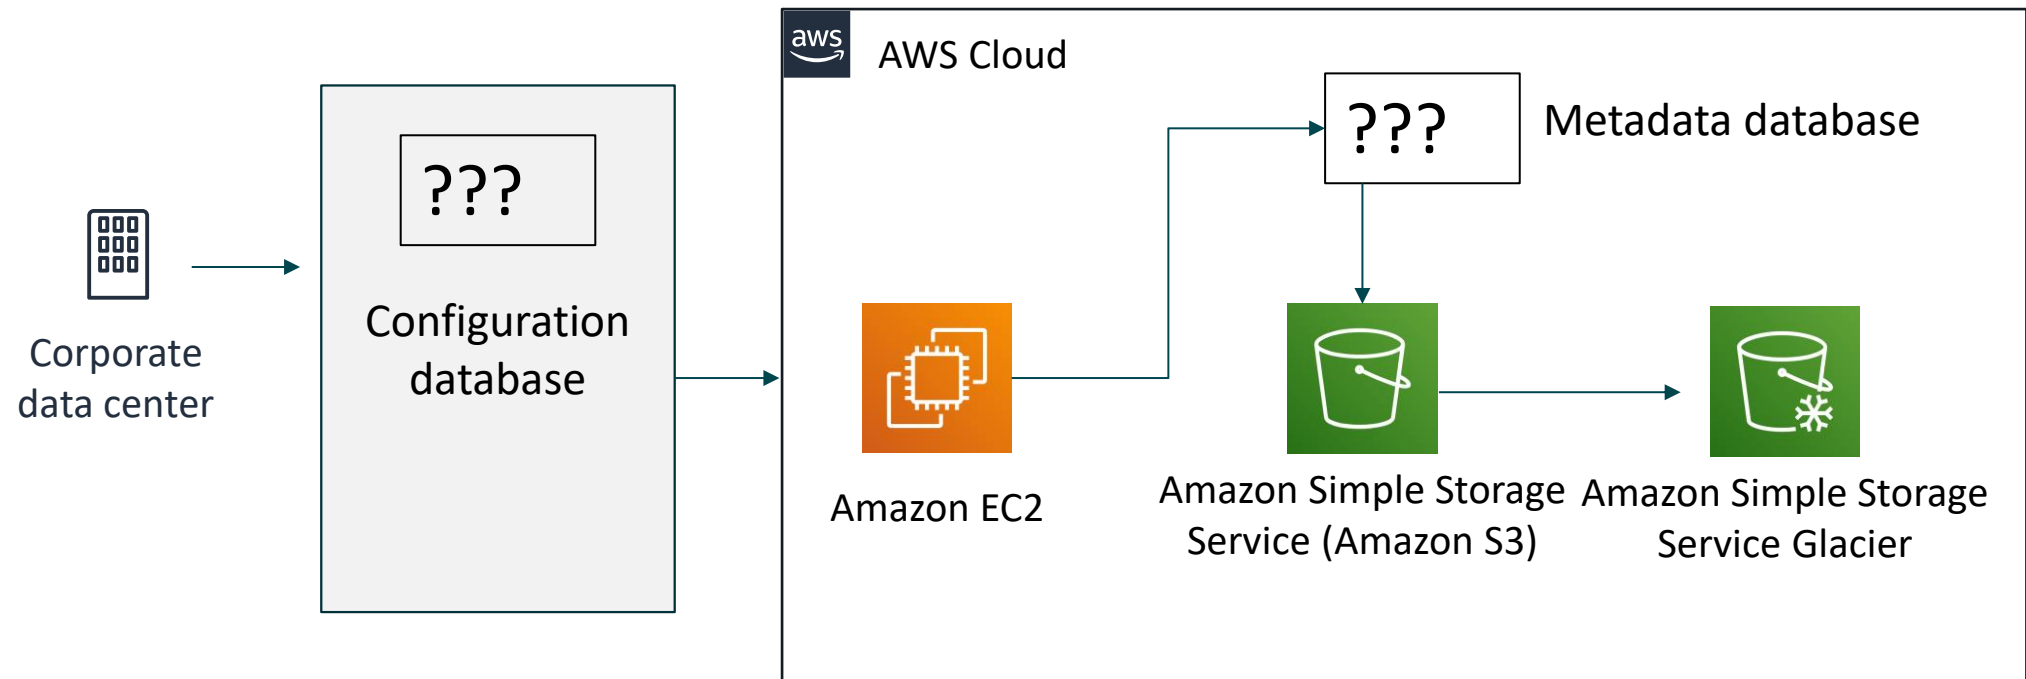 aws
AWS Cloud
???
Metadata database
???
Configuration
database
Corporate
data center
Amazon EC2
Amazon Simple Storage
Service (Amazon S3)
Amazon Simple Storage
Service Glacier